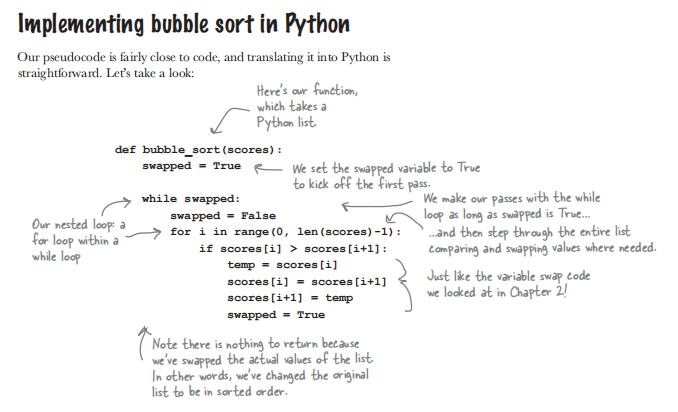 Implementing bubble sort in Python
Our pseudocode is fairly close to code, and translating it into Python is
straightforward. Let's take a look:
Here's our function,
which takes a
Python list.
def bubble_sort(scores):
swapped = True
We set the swapped variable to True
to kick off the first pass.
while swapped:
swapped = False
for i in range(0, len(scores)-1):
if scores[i] > scores[i+1]:
temp = scores[i]
scores[i] = scores[i+1]
scores[i+1] = temp
swapped = True
Our nested loop: a
for loop within a
while loop
We make our passes with the while
loop as long as swapped is True...
...and then step through the entire list
comparing and swapping values where needed.
Just like the variable swap code
we looked at in Chapter 2!
Note there is nothing to return because
we've swapped the actual values of the list.
In other words, we've changed the original
list to be in sorted order.